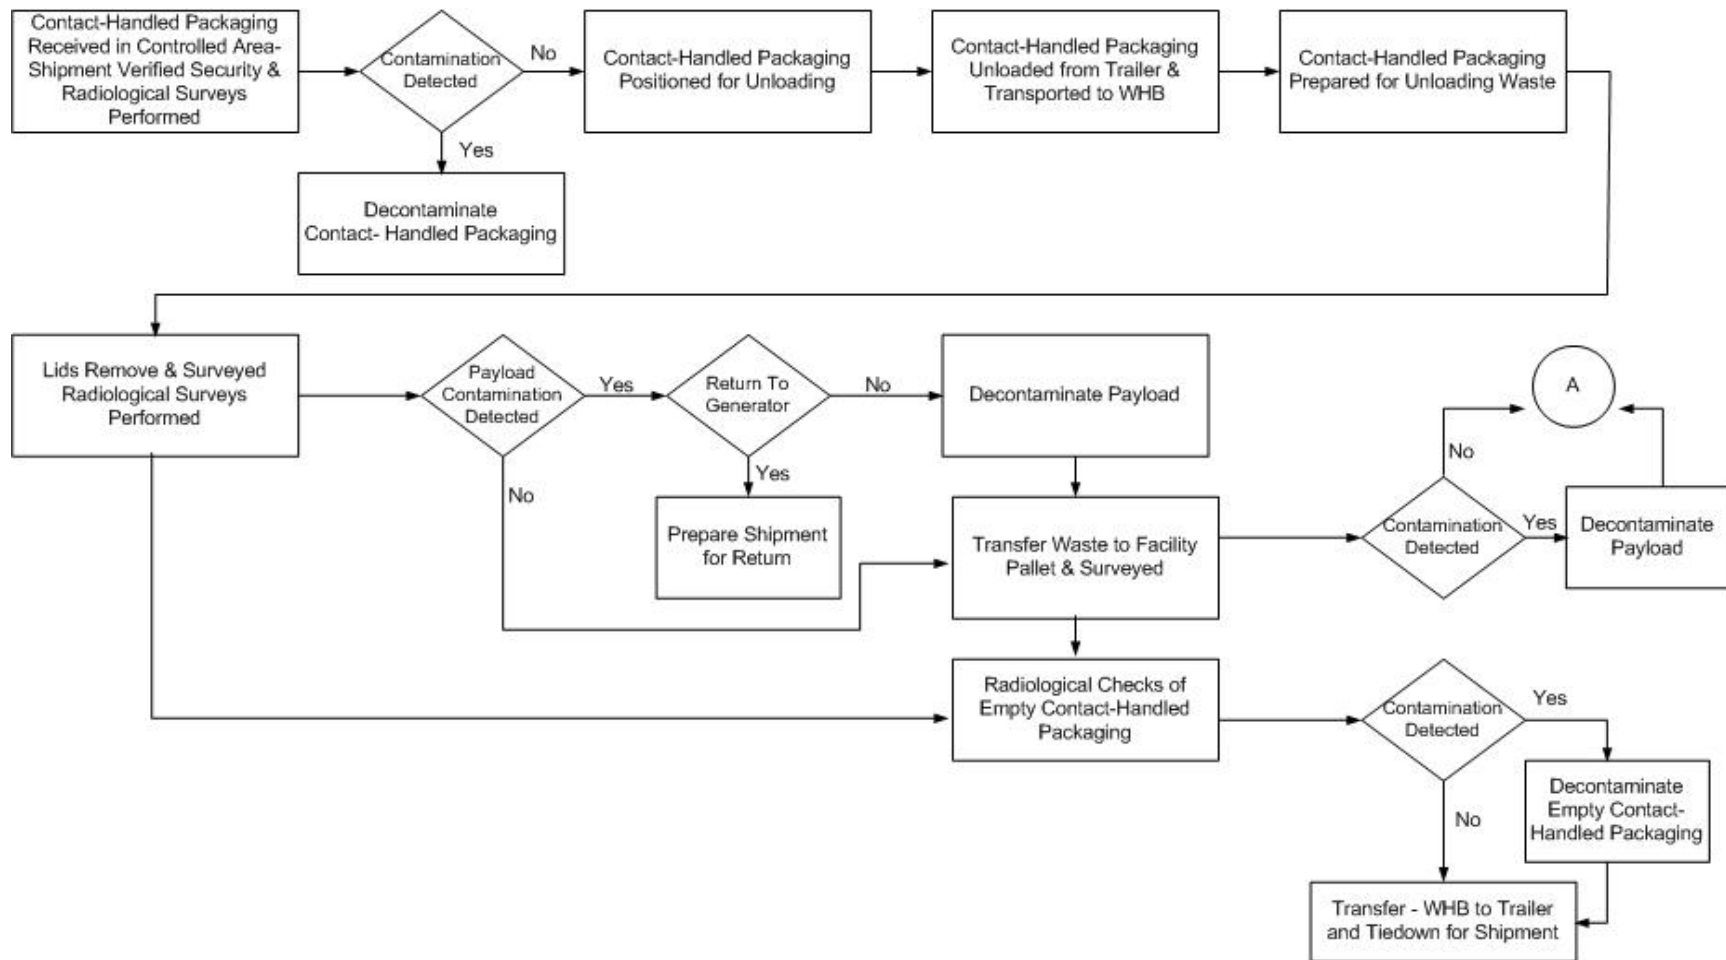 Contact-Handled Packaging
Received in Controlled Area-
Shipment Verified Security &
Radiological Surveys
Performed
Contamination
Detected
No
Yes
Contact-Handled Packaging
Positioned for Unloading
Contact-Handled Packaging
Unloaded from Trailer &
Transported to WHB
Contact-Handled Packaging
Prepared for Unloading Waste
Decontaminate
Contact- Handled Packaging
Lids Remove & Surveyed
Radiological Surveys
Performed
Payload
Contamination
Detected
Yes
No
Return To
Generator
No
Yes
Decontaminate Payload
Prepare Shipment
for Return
Transfer Waste to Facility
Pallet & Surveyed
A
No
Contamination
Detected
Yes
Decontaminate
Payload
Radiological Checks of
Empty Contact-Handled
Packaging
Contamination
Detected
Yes
No
Decontaminate
Empty Contact-
Handled Packaging
Transfer - WHB to Trailer
and Tiedown for Shipment